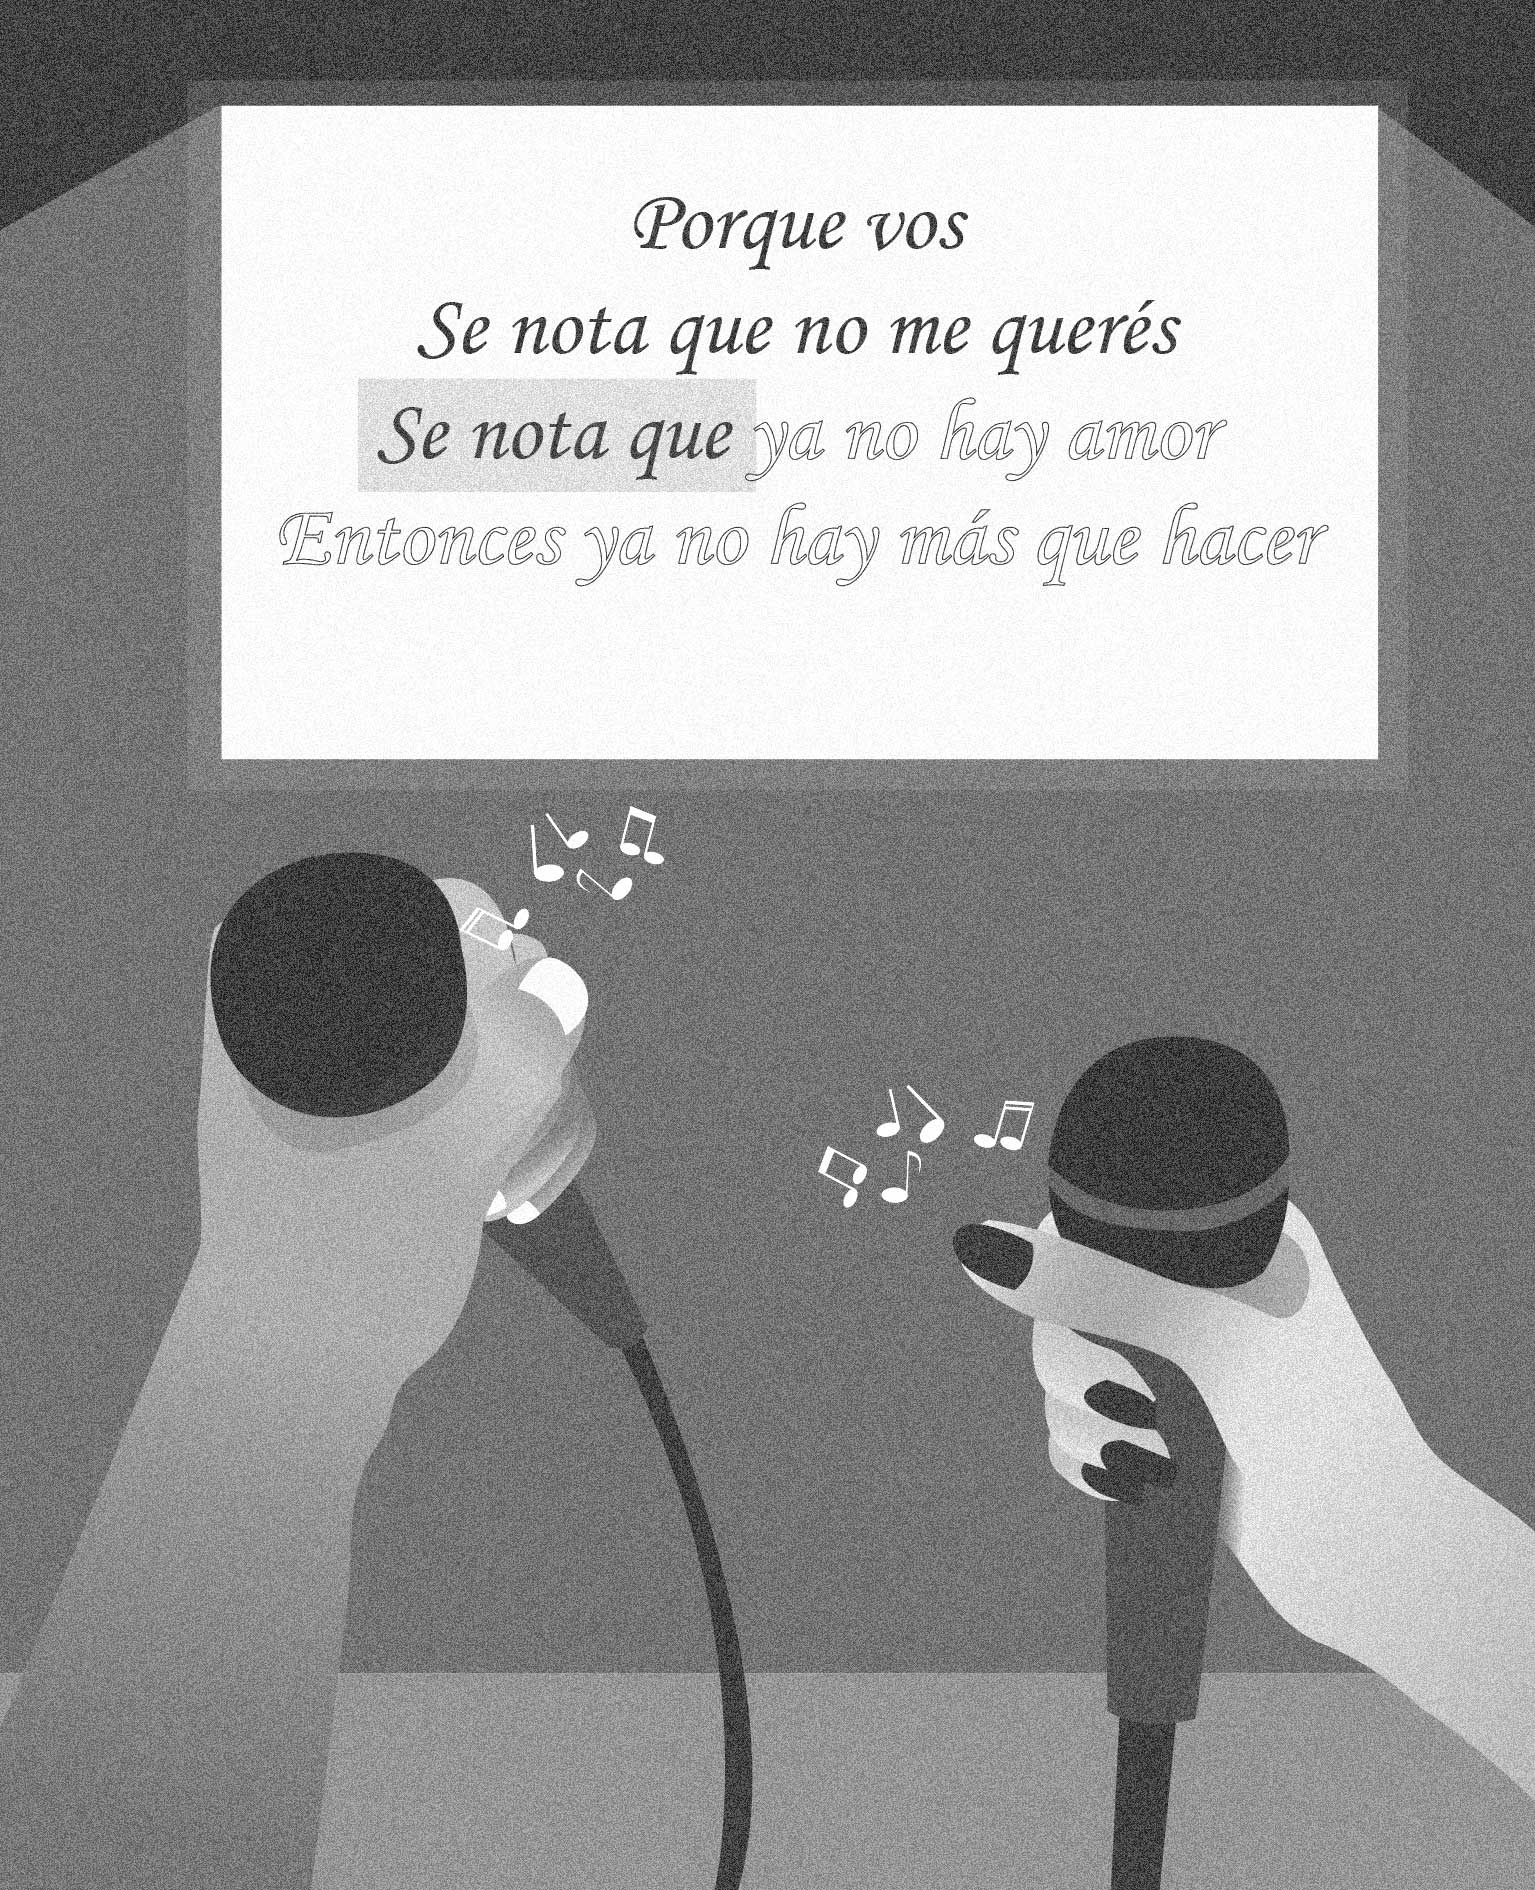 Porque vos
Se nota que no me querés
Se nota que ya no hay amor
Entonces ya no hay más que hacer